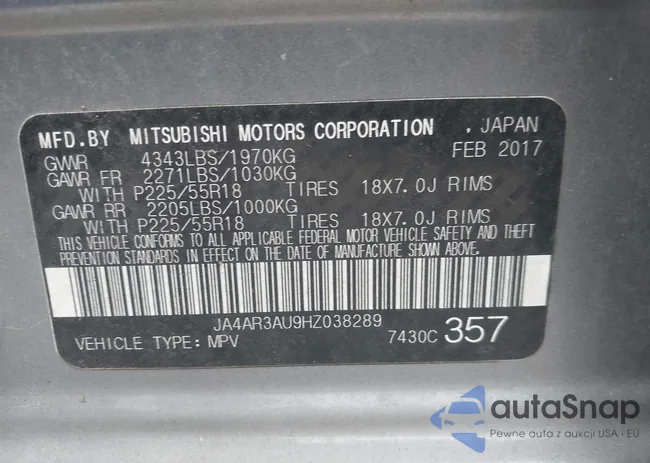 MFD.BY MITSUBISHI MOTORS CORPORATION , JAPAN
GVWR 4343LBS/1970KG FEB 2017
GAWR FR 2271LBS/1030KG
WITH P225/55R18 TIRES 18X7.0J RIMS
GAWR RR 2205LBS/1000KG
WITH P225/55R18 TIRES 18X7.0J RIMS
THIS VEHICLE CONFORMS TO ALL APPLICABLE FEDERAL MOTOR VEHICLE SAFETY AND THEFT
PREVENTION STANDARDS IN EFFECT ON THE DATE OF MANUFACTURE SHOWN ABOVE.
JA4AR3AU9HZ038289
VEHICLE TYPE: MPV 7430C 357
autoSnap
Pewne auta z aukcji USA i EU